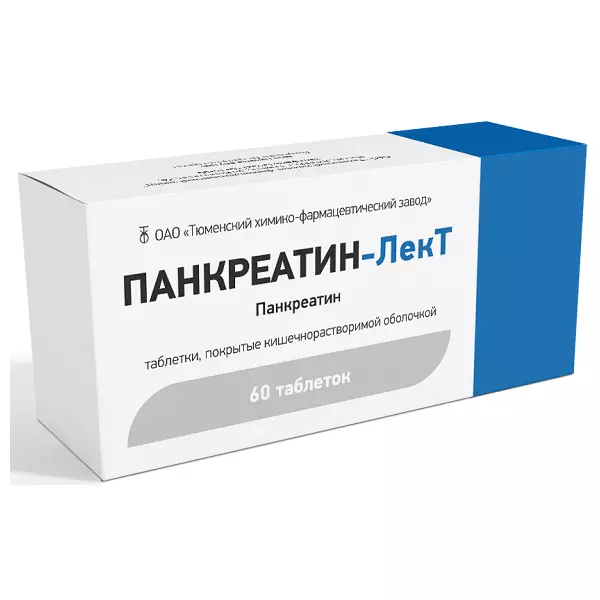 ОАО «Тюменский химико-фармацевтический завод»
ПАНКРЕАТИН-ЛекТ
Панкреатин
таблетки, покрытые кишечнорастворимой оболочкой
60 таблеток